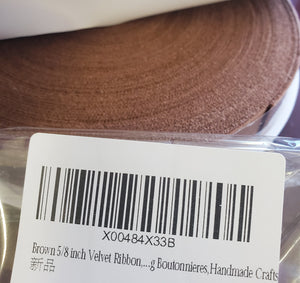 X00484X33B
Brown 5/8 inch Velvet Ribbon,...g Boutonnieres,Handmade Crafts
新品